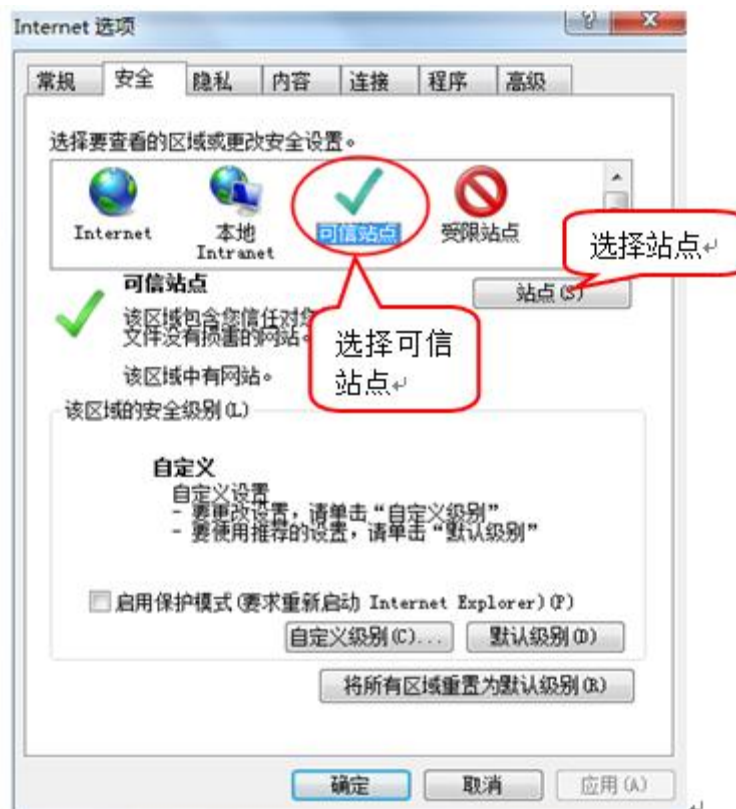 Internet 选项
常规 安全 隐私 内容 连接 程序 高级
选择要查看的区域或更改安全设置。
Internet
本地
Intranet
可信站点
受限站点
选择站点
可信站点
站点(S)
该区域包含您信任对您
文件没有损害的网站。
选择可信
站点
该区域中有网站。
该区域的安全级别(L)
自定义
自定义设置
- 要更改设置，请单击“自定义级别”
- 要使用推荐的设置，请单击“默认级别”
启用保护模式(要求重新启动 Internet Explorer)(P)
自定义级别(C)... 默认级别(D)
将所有区域重置为默认级别(R)
确定 取消 应用(A)